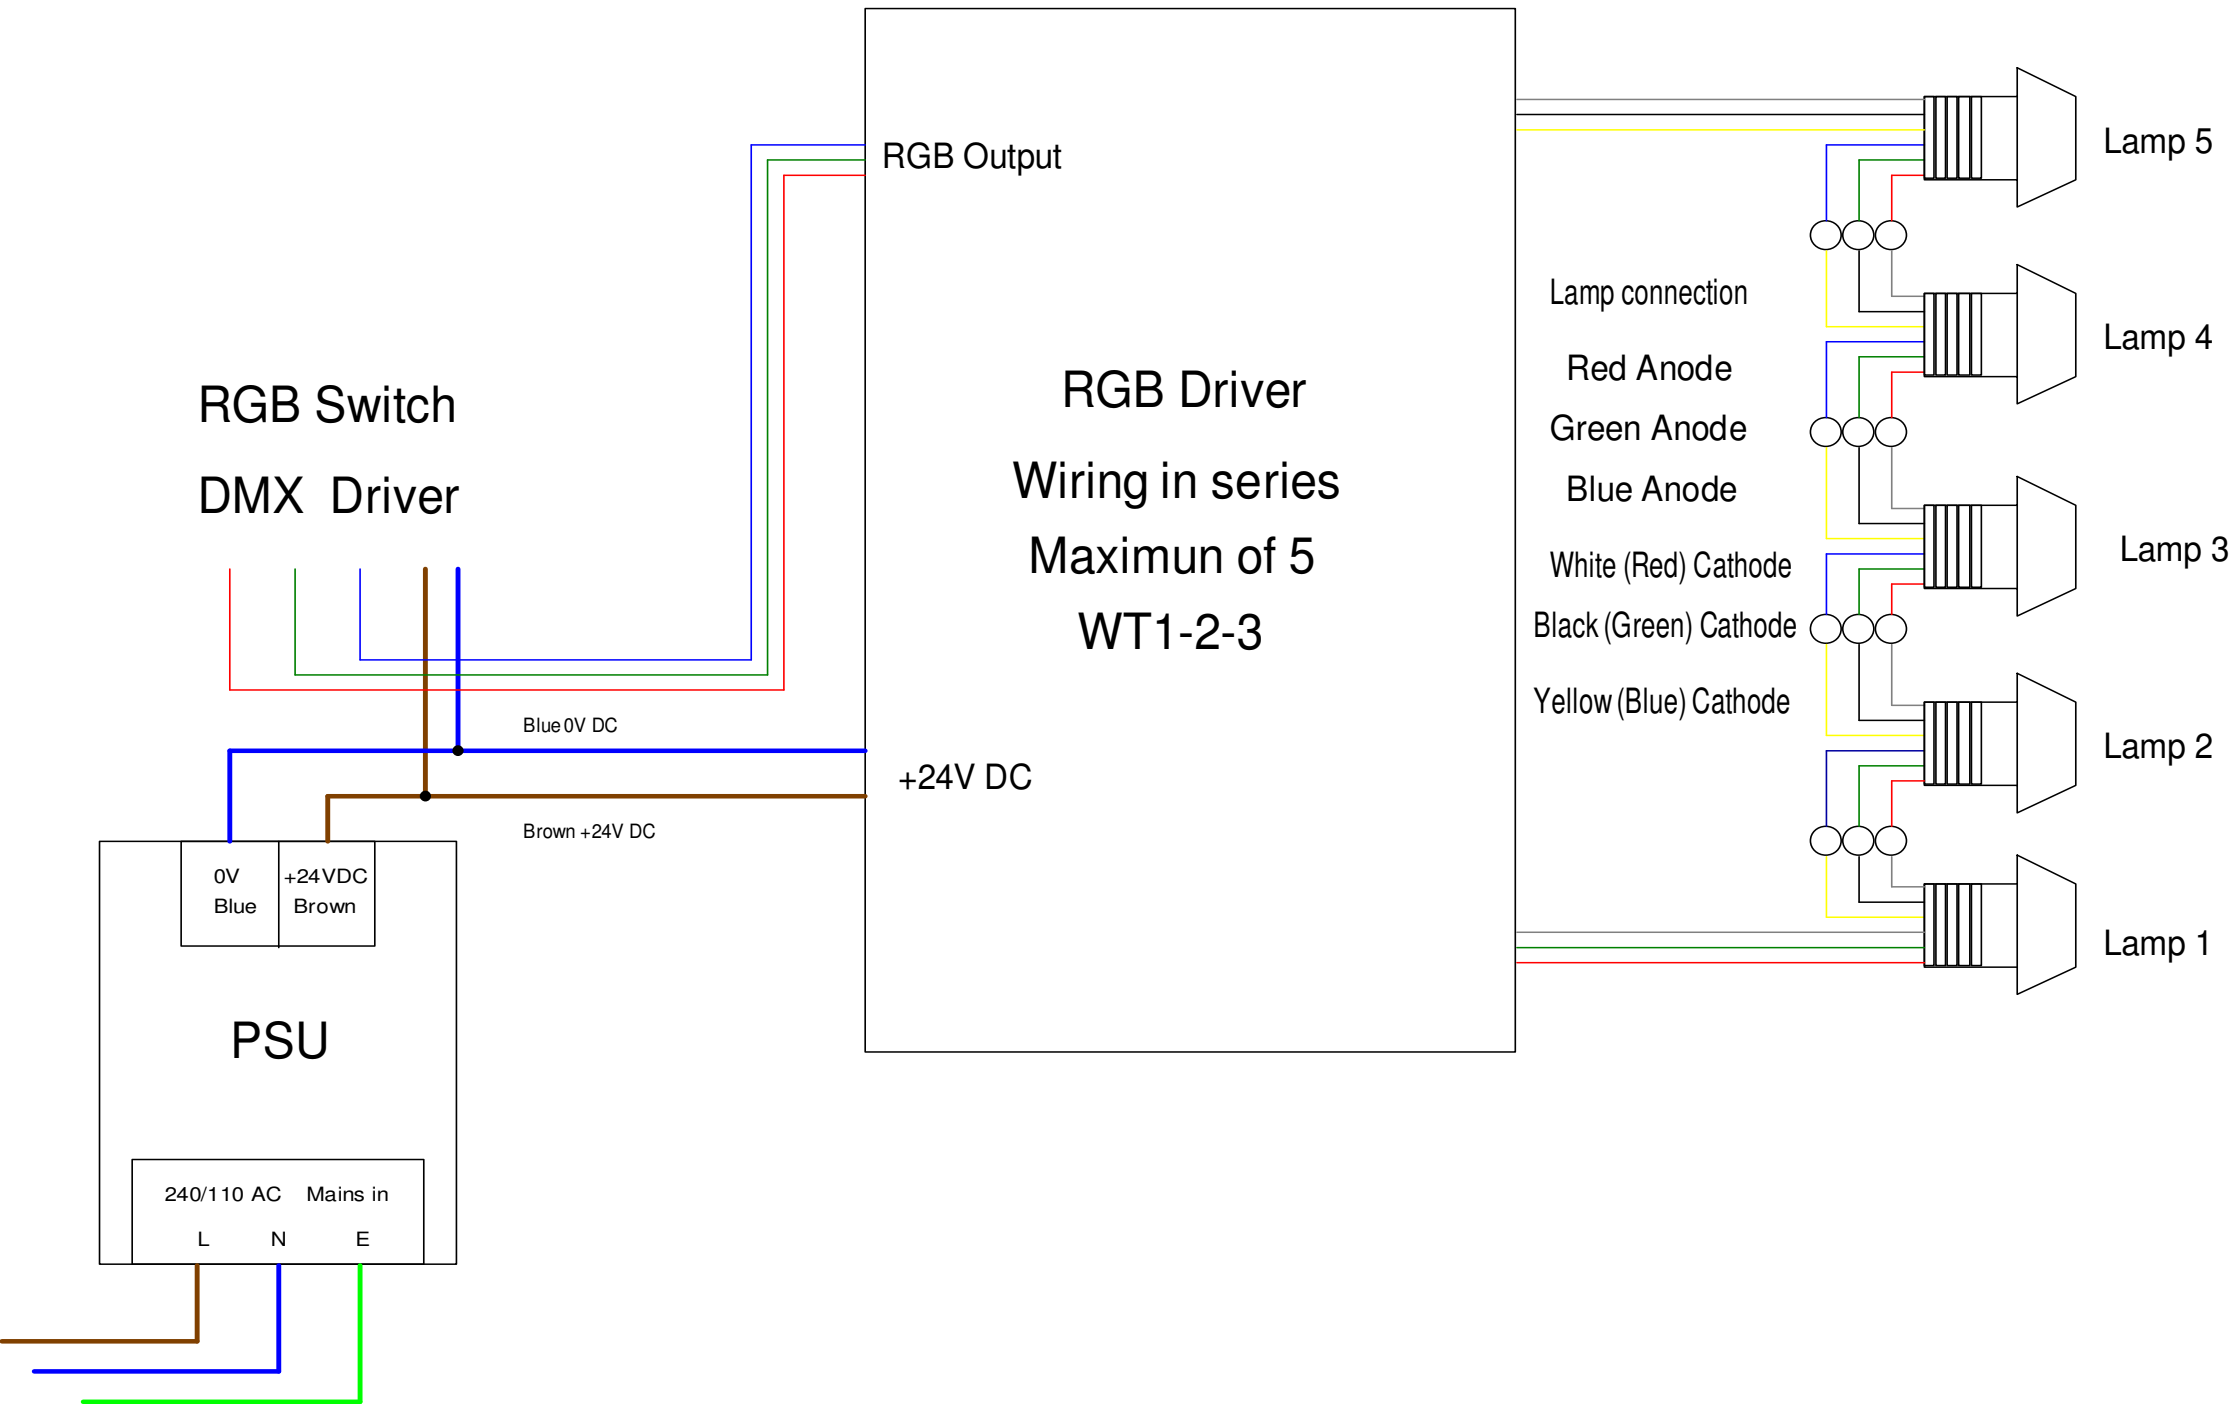 RGB Output
RGB Switch
DMX Driver
RGB Driver
Wiring in series
Maximun of 5
WT1-2-3
+24V DC
Blue 0V DC
Brown +24V DC
0V
Blue
+24VDC
Brown
PSU
240/110 AC Mains in
L N E
Lamp connection
Red Anode
Green Anode
Blue Anode
White (Red) Cathode
Black (Green) Cathode
Yellow (Blue) Cathode
Lamp 5
Lamp 4
Lamp 3
Lamp 2
Lamp 1